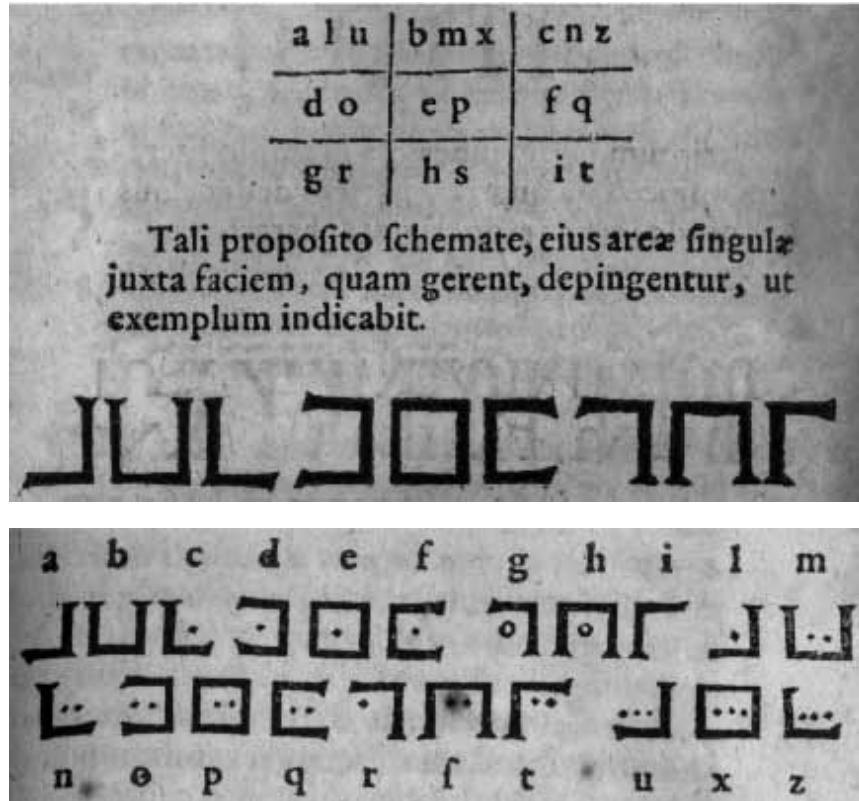 a l u b m x c n z
d o e p f q
g r h s i t
Tali propoſito ſchemate, eius areæ ſingulæ
juxta faciem, quam gerent, depingentur, ut
exemplum indicabit.
a b c d e f g h i l m
n o p q r ſ t u x z